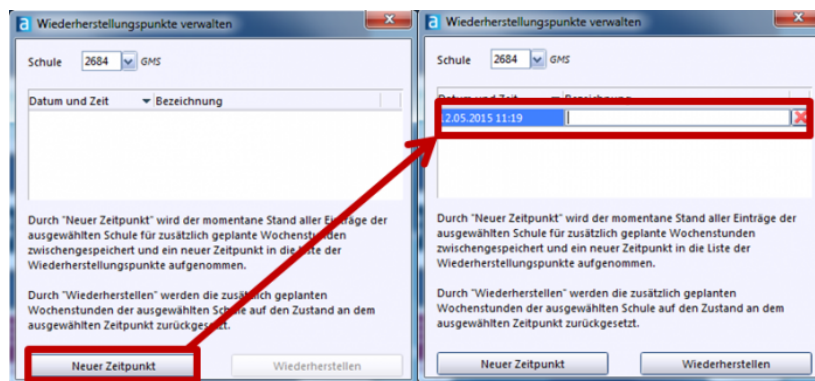 a Wiederherstellungspunkte verwalten
Schule 2684 GMS
Datum und Zeit Bezeichnung
Durch "Neuer Zeitpunkt" wird der momentane Stand aller Einträge der
ausgewählten Schule für zusätzlich geplante Wochenstunden
zwischengespeichert und ein neuer Zeitpunkt in die Liste der
Wiederherstellungspunkte aufgenommen.
Durch "Wiederherstellen" werden die zusätzlich geplanten
Wochenstunden der ausgewählten Schule auf den Zustand an dem
ausgewählten Zeitpunkt zurückgesetzt.
Neuer Zeitpunkt Wiederherstellen
a Wiederherstellungspunkte verwalten
Schule 2684 GMS
Datum und Zeit Bezeichnung
12.05.2015 11:19
Durch "Neuer Zeitpunkt" wird der momentane Stand aller Einträge der
ausgewählten Schule für zusätzlich geplante Wochenstunden
zwischengespeichert und ein neuer Zeitpunkt in die Liste der
Wiederherstellungspunkte aufgenommen.
Durch "Wiederherstellen" werden die zusätzlich geplanten
Wochenstunden der ausgewählten Schule auf den Zustand an dem
ausgewählten Zeitpunkt zurückgesetzt.
Neuer Zeitpunkt Wiederherstellen